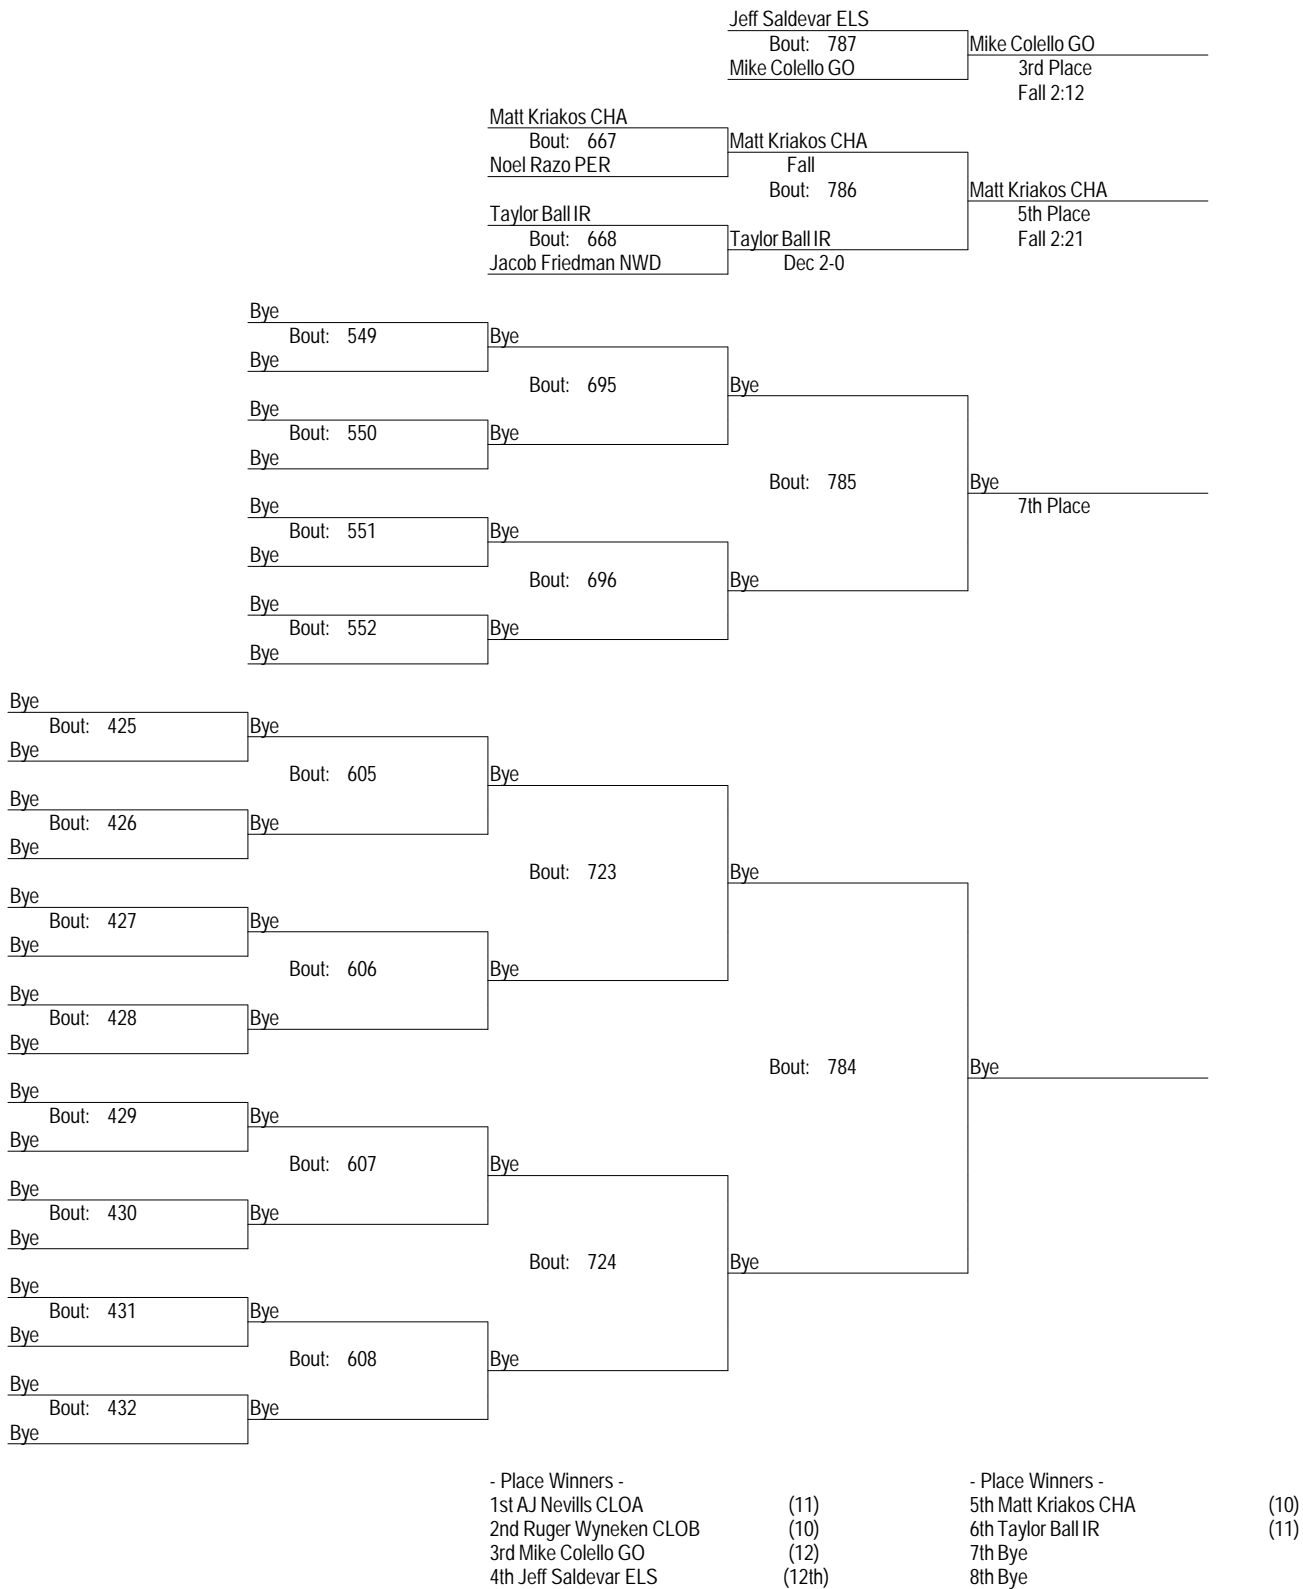 Jeff Saldevar ELS
Bout: 787
Mike Colello GO
Mike Colello GO
3rd Place
Fall 2:12
Matt Kriakos CHA
Bout: 667
Noel Razo PER
Matt Kriakos CHA
Fall
Bout: 786
Matt Kriakos CHA
5th Place
Fall 2:21
Taylor Ball IR
Bout: 668
Jacob Friedman NWD
Taylor Ball IR
Dec 2-0
Bye
Bout: 549
Bye
Bye
Bout: 695
Bye
Bye
Bout: 550
Bye
Bye
Bout: 785
Bye
7th Place
Bye
Bout: 551
Bye
Bye
Bout: 696
Bye
Bye
Bout: 552
Bye
Bye
Bye
Bout: 425
Bye
Bye
Bout: 605
Bye
Bye
Bout: 426
Bye
Bye
Bout: 723
Bye
Bye
Bout: 427
Bye
Bye
Bout: 606
Bye
Bye
Bout: 428
Bye
Bye
Bout: 784
Bye
Bye
Bout: 429
Bye
Bye
Bout: 607
Bye
Bye
Bout: 430
Bye
Bye
Bout: 724
Bye
Bye
Bout: 431
Bye
Bye
Bout: 608
Bye
Bye
Bout: 432
Bye
Bye
- Place Winners -
1st AJ Nevills CLOA (11)
2nd Ruger Wyneken CLOB (10)
3rd Mike Colello GO (12)
4th Jeff Saldevar ELS (12th)
- Place Winners -
5th Matt Kriakos CHA (10)
6th Taylor Ball IR (11)
7th Bye
8th Bye